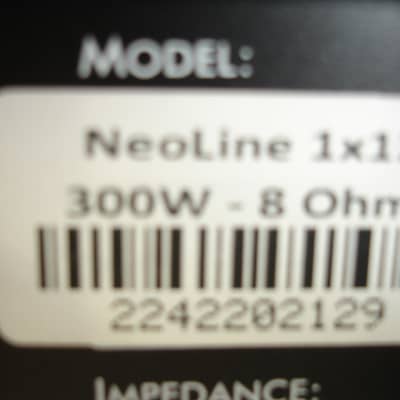 MODEL:
NeoLine 1x1
300W - 8 Ohm
2242202129
IMPEDANCE: